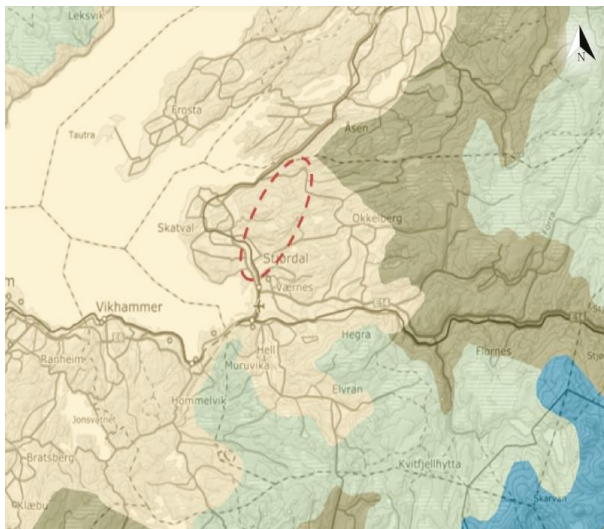 Leksvik
N
Frosta
Åsen
Tautra
Skatval
Okkelberg
Stjørdal
Værnes
Vikhammer
Hegra
Ranheim
Hell
Flornes
Muruvika
Elvran
Hommelvik
Jonsvatnet
Bratsberg
Kvitfjellhytta
Skarvan
Klæbu